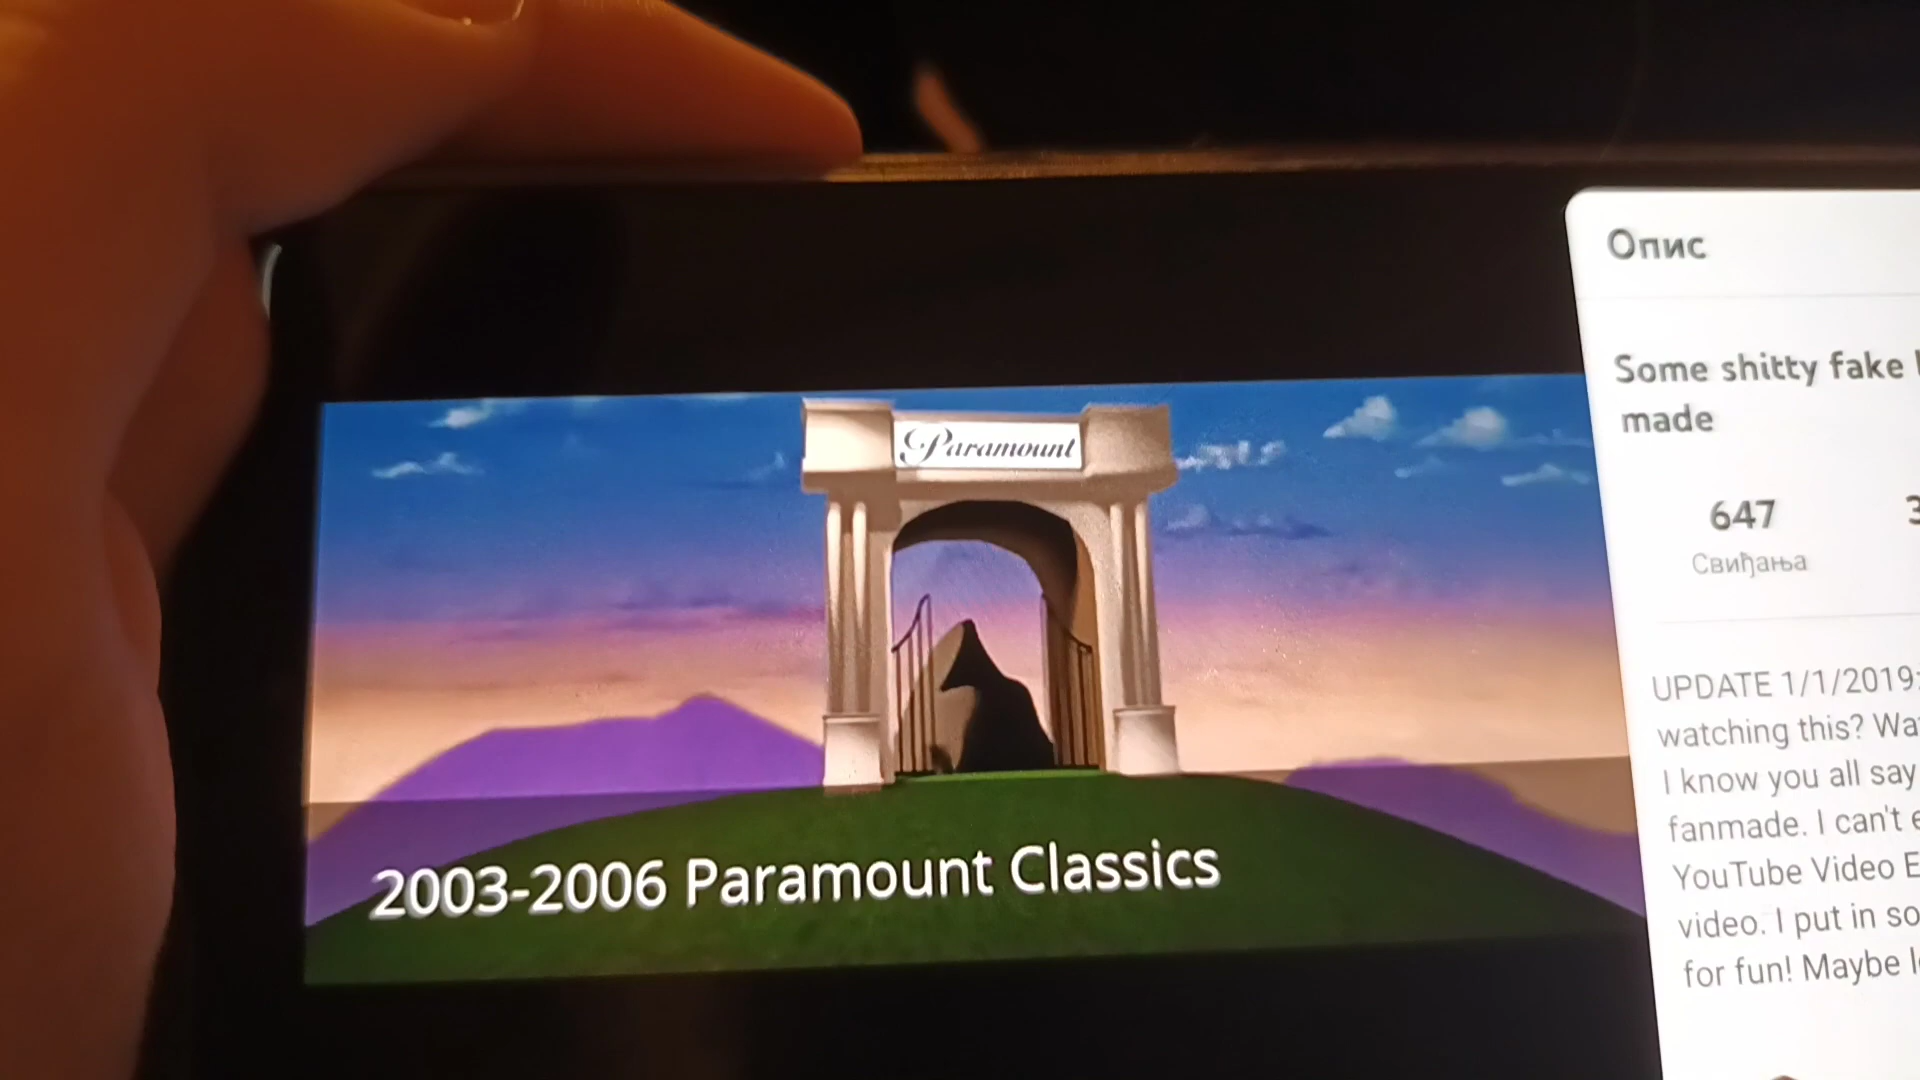 Paramount
2003-2006 Paramount Classics
Опис
Some shitty fake
made
647
3
Свиђања
UPDATE 1/1/2019:
watching this?
I know you all say
fanmade. I can't
YouTube Video
video. I put in
for fun! Maybe